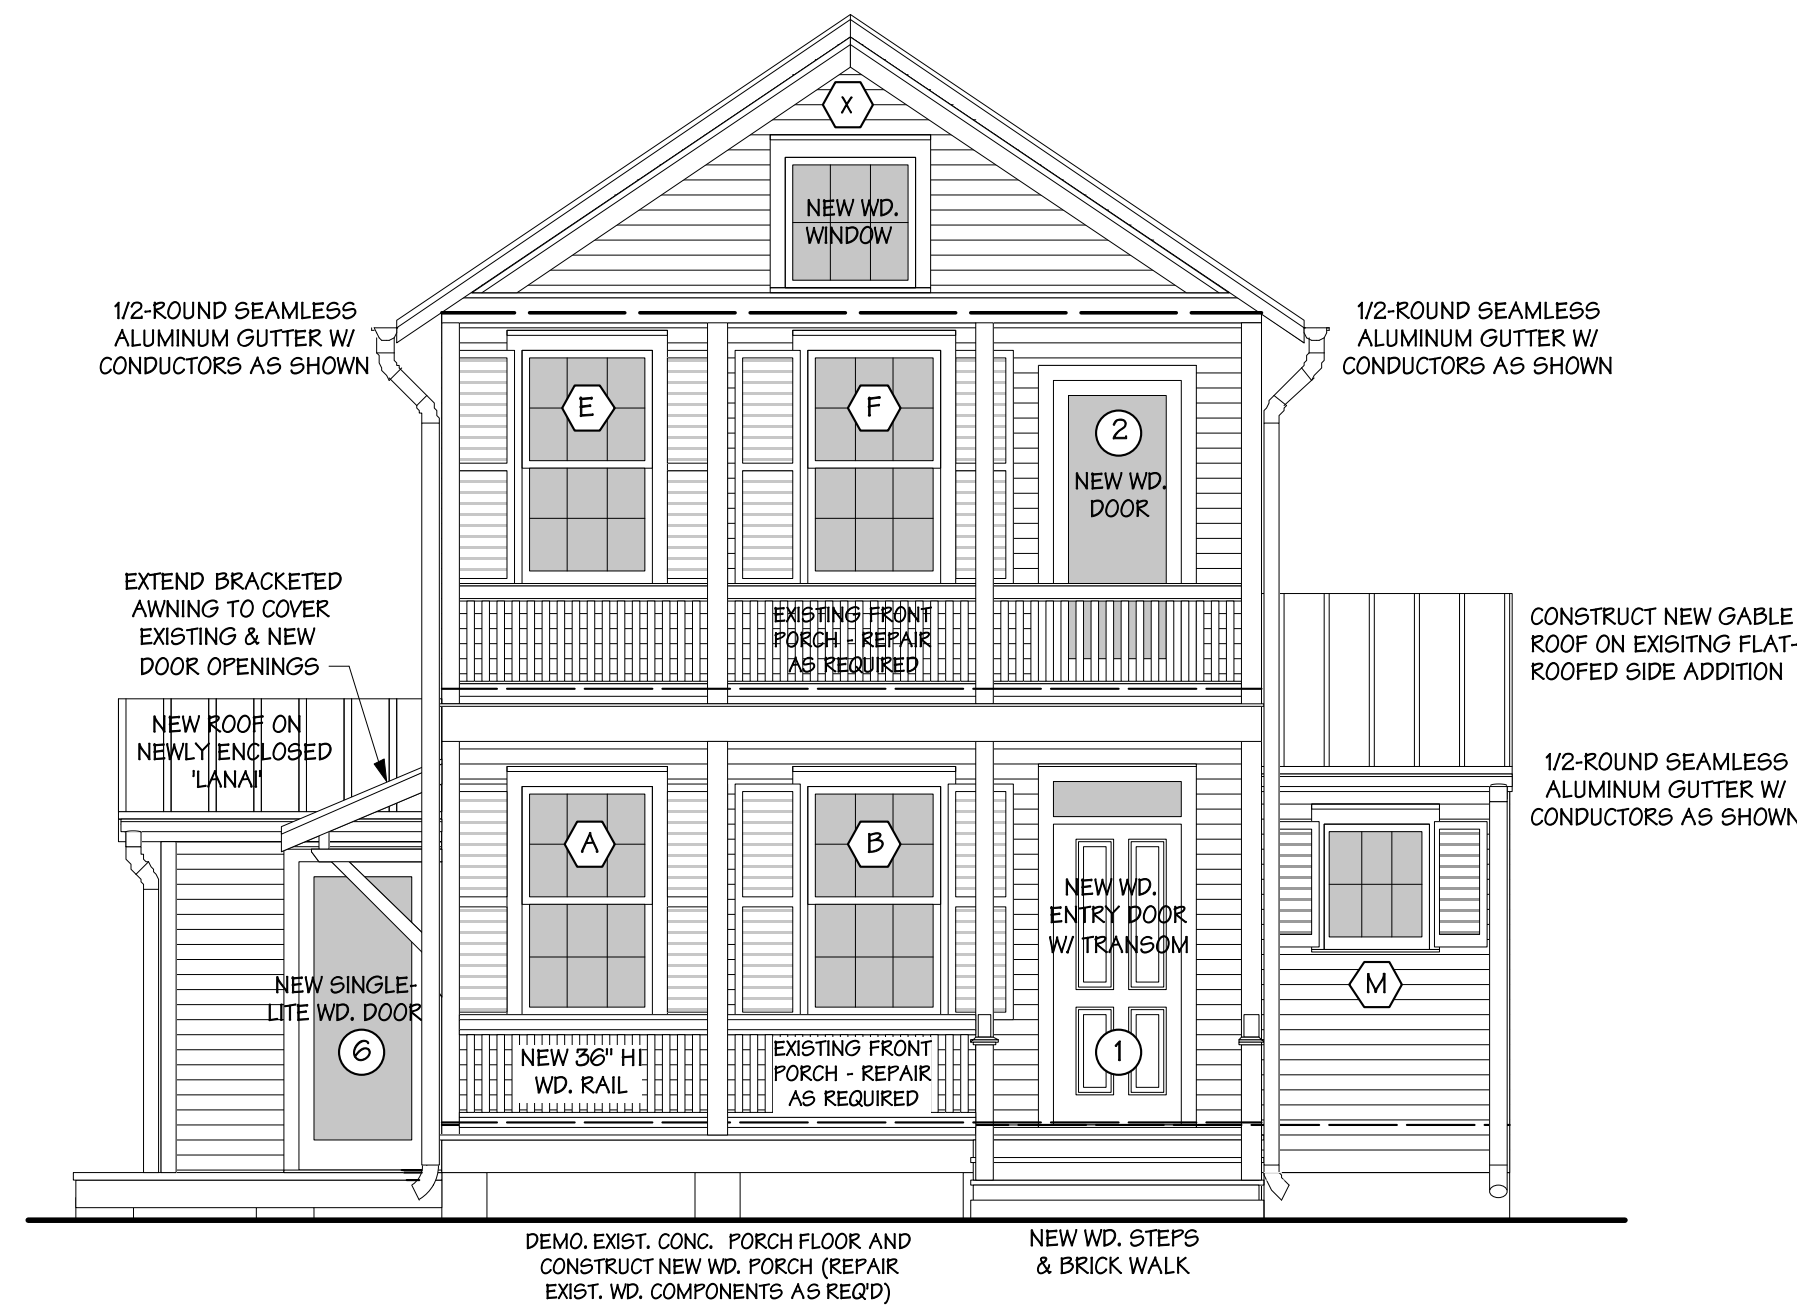 X
NEW WD.
WINDOW
1/2-ROUND SEAMLESS
ALUMINUM GUTTER W/
CONDUCTORS AS SHOWN
1/2-ROUND SEAMLESS
ALUMINUM GUTTER W/
CONDUCTORS AS SHOWN
E
F
2
NEW WD.
DOOR
EXTEND BRACKETED
AWNING TO COVER
EXISTING & NEW
DOOR OPENINGS
EXISTING FRONT
PORCH - REPAIR
AS REQUIRED
CONSTRUCT NEW GABLE
ROOF ON EXISITNG FLAT-
ROOFED SIDE ADDITION
NEW ROOF ON
NEWLY ENCLOSED
'LANAI'
1/2-ROUND SEAMLESS
ALUMINUM GUTTER W/
CONDUCTORS AS SHOWN
A
B
NEW WD.
ENTRY DOOR
W/ TRANSOM
M
NEW SINGLE-
LITE WD. DOOR
6
NEW 36" HI
WD. RAIL
EXISTING FRONT
PORCH - REPAIR
AS REQUIRED
1
DEMO. EXIST. CONC. PORCH FLOOR AND
CONSTRUCT NEW WD. PORCH (REPAIR
EXIST. WD. COMPONENTS AS REQ'D)
NEW WD. STEPS
& BRICK WALK